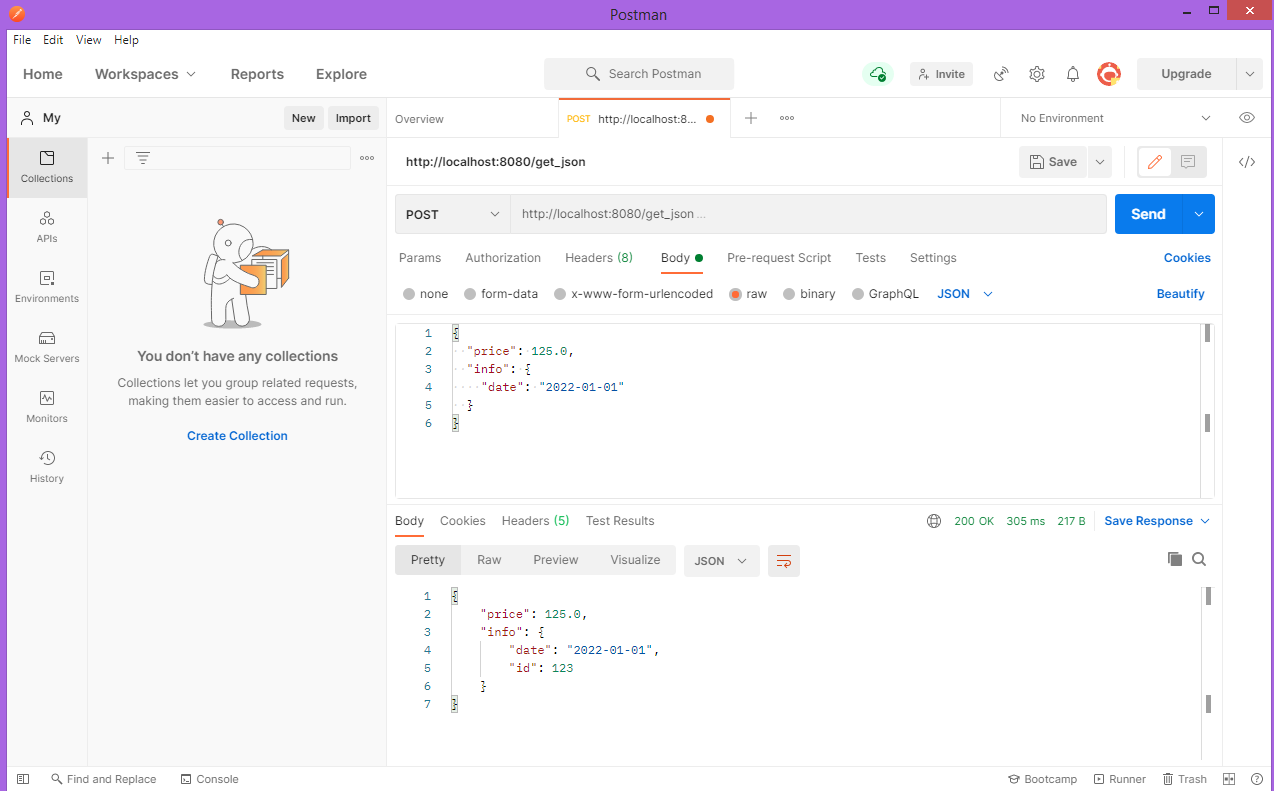 Postman
File Edit View Help
Home Workspaces Reports Explore Search Postman Invite Upgrade
My New Import
Overview POST http://localhost:8... No Environment
http://localhost:8080/get_json Save
POST http://localhost:8080/get_json ... Send
Params Authorization Headers (8) Body Pre-request Script Tests Settings Cookies
none form-data x-www-form-urlencoded raw binary GraphQL JSON Beautify
1 {
2 "price": 125.0,
3 "info": {
4 "date": "2022-01-01"
5 }
6 }
Collections
APIs
Environments
Mock Servers
Monitors
History
You don't have any collections
Collections let you group related requests,
making them easier to access and run.
Create Collection
Body Cookies Headers (5) Test Results 200 OK 305 ms 217 B Save Response
Pretty Raw Preview Visualize JSON
1 {
2 "price": 125.0,
3 "info": {
4 "date": "2022-01-01",
5 "id": 123
6 }
7 }
Find and Replace Console Bootcamp Runner Trash